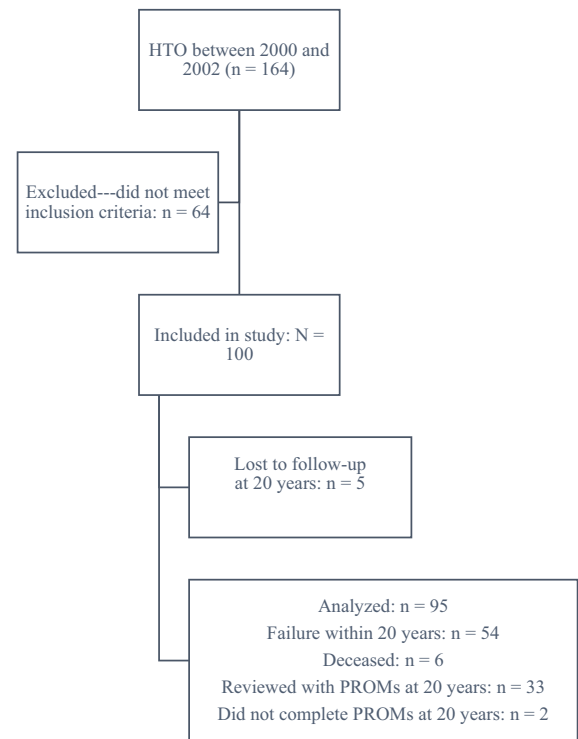 HTO between 2000 and
2002 (n = 164)
Excluded---did not meet
inclusion criteria: n = 64
Included in study: N =
100
Lost to follow-up
at 20 years: n = 5
Analyzed: n = 95
Failure within 20 years: n = 54
Deceased: n = 6
Reviewed with PROMs at 20 years: n = 33
Did not complete PROMs at 20 years: n = 2